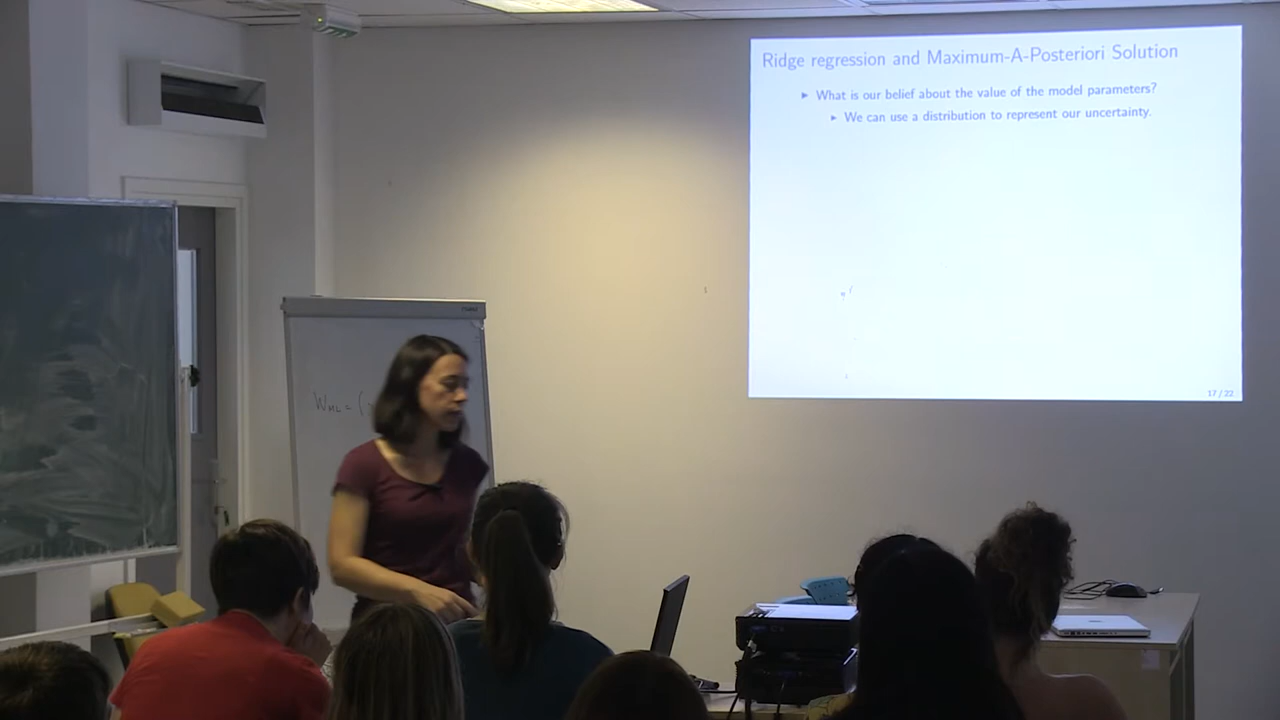 Ridge regression and Maximum-A-Posteriori Solution
▶ What is our belief about the value of the model parameters?
▶ We can use a distribution to represent our uncertainty.
17 / 22
W_ML = (